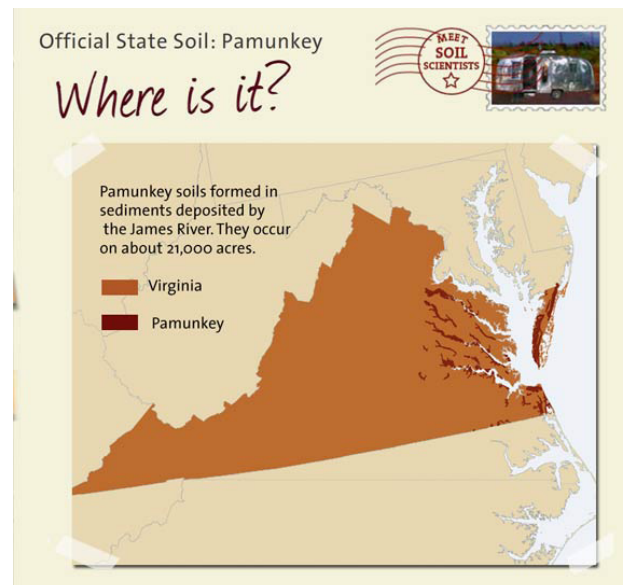 Official State Soil: Pamunkey
Where is it?
MEET
SOIL
SCIENTISTS
Pamunkey soils formed in
sediments deposited by
the James River. They occur
on about 21,000 acres.
Virginia
Pamunkey